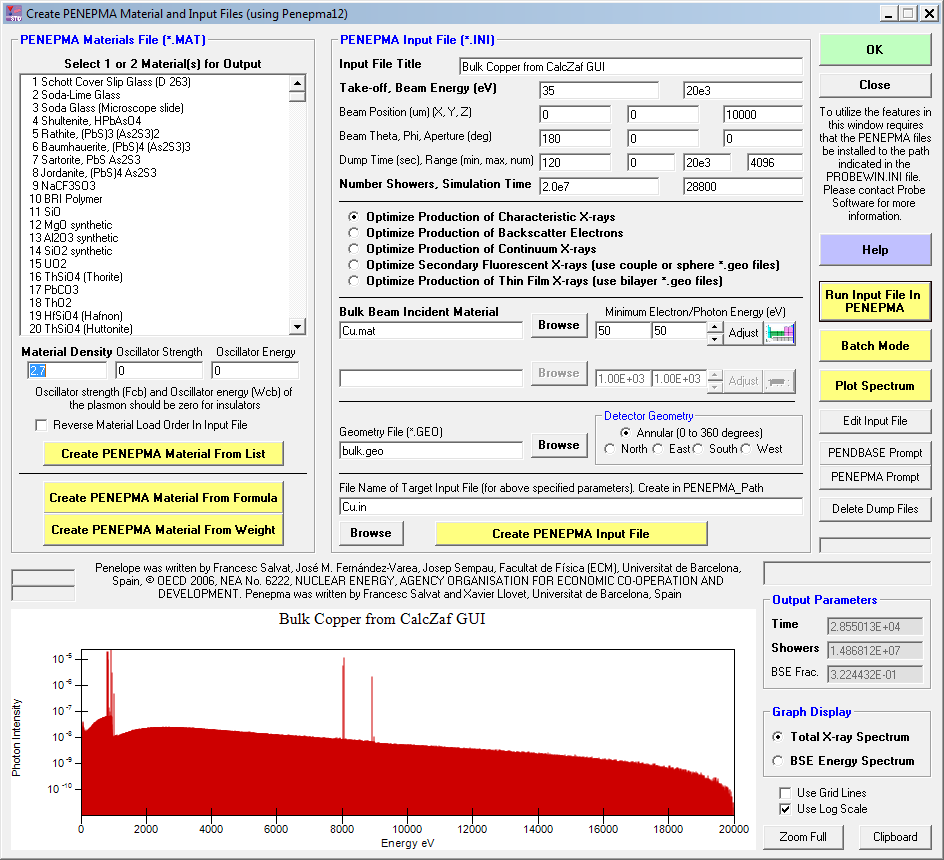 Create PENEPMA Material and Input Files (using Penepma12)
PENEPMA Materials File (*.MAT)
Select 1 or 2 Material(s) for Output
1 Schott Cover Slip Glass (D 263)
2 Soda-Lime Glass
3 Soda Glass (Microscope slide)
4 Shultenite, HPbAsO4
5 Rathite, (PbS)3 (As2S3)2
6 Baumhauerite, (PbS)4 (As2S3)3
7 Sartorite, PbS As2S3
8 Jordanite, (PbS)4 As2S3
9 NaCF3SO3
10 BRI Polymer
11 SiO
12 MgO synthetic
13 Al2O3 synthetic
14 SiO2 synthetic
15 UO2
16 ThSiO4 (Thorite)
17 PbCO3
18 ThO2
19 HfSiO4 (Hafnon)
20 ThSiO4 (Huttonite)
Material Density Oscillator Strength Oscillator Energy
2.7 0 0
Oscillator strength (Fcb) and Oscillator energy (Wcb) of
the plasmon should be zero for insulators
Reverse Material Load Order In Input File
Create PENEPMA Material From List
Create PENEPMA Material From Formula
Create PENEPMA Material From Weight
PENEPMA Input File (*.INI)
Input File Title Bulk Copper from CalcZaf GUI
Take-off, Beam Energy (eV) 35 20e3
Beam Position (um) (X, Y, Z) 0 0 10000
Beam Theta, Phi, Aperture (deg) 180 0 0
Dump Time (sec), Range (min, max, num) 120 0 20e3 4096
Number Showers, Simulation Time 2.0e7 28800
Optimize Production of Characteristic X-rays
Optimize Production of Backscatter Electrons
Optimize Production of Continuum X-rays
Optimize Secondary Fluorescent X-rays (use couple or sphere *.geo files)
Optimize Production of Thin Film X-rays (use bilayer *.geo files)
Bulk Beam Incident Material Minimum Electron/Photon Energy (eV)
Cu.mat Browse 50 50 Adjust
Browse 1.00E+03 1.00E+03 Adjust
Detector Geometry
Geometry File (*.GEO) Annular (0 to 360 degrees)
bulk.geo Browse North East South West
File Name of Target Input File (for above specified parameters). Create in PENEPMA_Path
Cu.in
Browse Create PENEPMA Input File
OK
Close
To utilize the features in
this window requires
that the PENEPMA files
be installed to the path
indicated in the
PROBEWIN.INI file.
Please contact Probe
Software for more
information.
Help
Run Input File In
PENEPMA
Batch Mode
Plot Spectrum
Edit Input File
PENDBASE Prompt
PENEPMA Prompt
Delete Dump Files
Penelope was written by Francesc Salvat, José M. Fernández-Varea, Josep Sempau, Facultat de Física (ECM), Universitat de Barcelona,
Spain, © OECD 2006, NEA No. 6222, NUCLEAR ENERGY, AGENCY ORGANISATION FOR ECONOMIC CO-OPERATION AND
DEVELOPMENT. Penepma was written by Francesc Salvat and Xavier Llovet, Universitat de Barcelona, Spain
Bulk Copper from CalcZaf GUI
Photon Intensity
10-5
10-6
10-7
10-8
10-9
10-10
0 2000 4000 6000 8000 10000 12000 14000 16000 18000 20000
Energy eV
Output Parameters
Time 2.855013E+04
Showers 1.486812E+07
BSE Frac. 3.224432E-01
Graph Display
Total X-ray Spectrum
BSE Energy Spectrum
Use Grid Lines
Use Log Scale
Zoom Full Clipboard